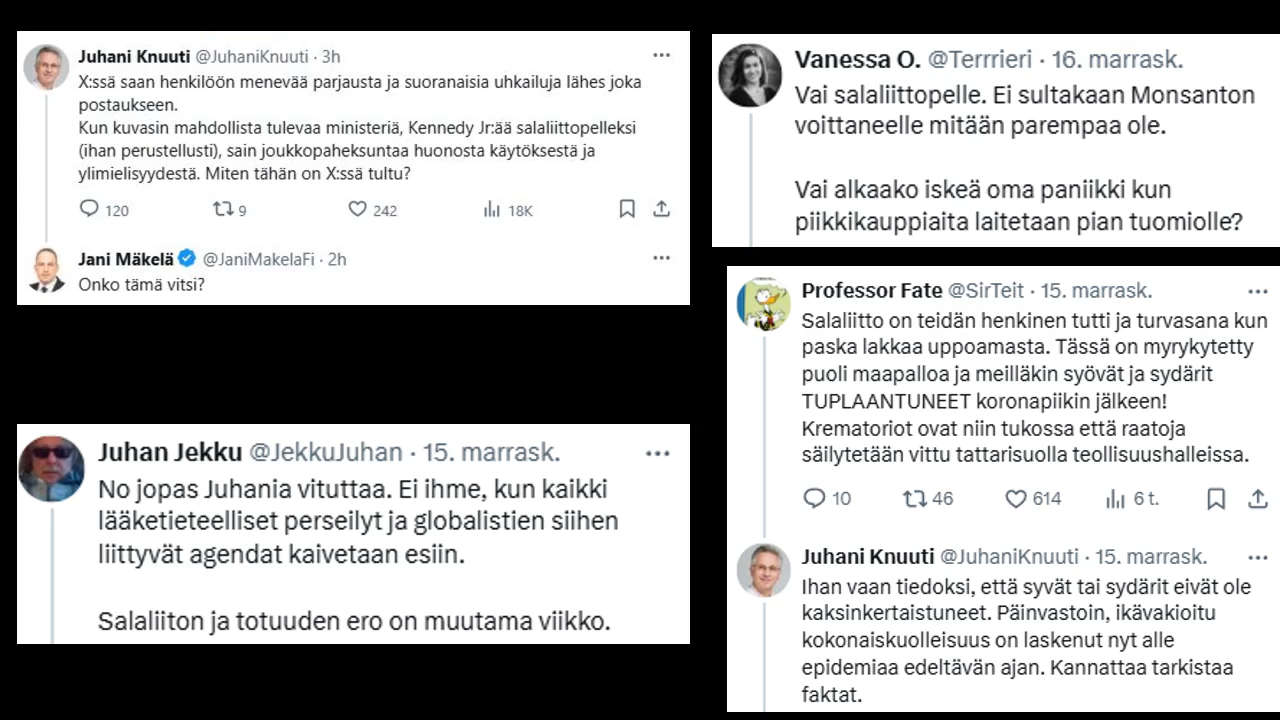 Juhani Knuuti @JuhaniKnuuti · 3h
X:ssä saan henkilöön menevää parjausta ja suoranaisia uhkailuja lähes joka
postaukseen.
Kun kuvasin mahdollista tulevaa ministeriä, Kennedy Jr:ää salaliittopelleksi
(ihan perustellusti), sain joukkopaheksuntaa huonosta käytöksestä ja
ylimielisyydestä. Miten tähän on X:ssä tultu?
120 9 242 18K
Jani Mäkelä @JaniMakelaFi · 2h
Onko tämä vitsi?
Juhan Jekku @JekkuJuhan · 15. marrask.
No jopas Juhania vituttaa. Ei ihme, kun kaikki
lääketieteelliset perseilyt ja globalistien siihen
liittyvät agendat kaivetaan esiin.
Salaliiton ja totuuden ero on muutama viikko.
Vanessa O. @Terrrieri · 16. marrask.
Vai salaliittopelle. Ei sultakaan Monsanton
voittaneelle mitään parempaa ole.
Vai alkaako iskeä oma paniikki kun
piikkikauppiaita laitetaan pian tuomiolle?
Professor Fate @SirTeit · 15. marrask.
Salaliitto on teidän henkinen tutti ja turvasana kun
paska lakkaa uppoamasta. Tässä on myrykytetty
puoli maapalloa ja meilläkin syövät ja sydärit
TUPLAANTUNEET koronapiikin jälkeen!
Krematoriot ovat niin tukossa että raatoja
säilytetään vittu tattarisuolla teollisuushalleissa.
10 46 614 6 t.
Juhani Knuuti @JuhaniKnuuti · 15. marrask.
Ihan vaan tiedoksi, että syvät tai sydärit eivät ole
kaksinkertaistuneet. Päinvastoin, ikävakioitu
kokonaiskuolleisuus on laskenut nyt alle
epidemiaa edeltävän ajan. Kannattaa tarkistaa
faktat.